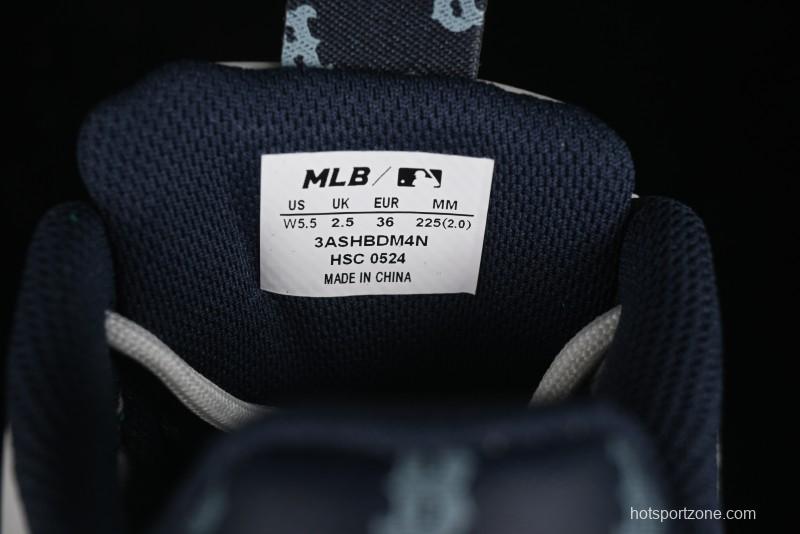 MLB /
US UK EUR MM
W5.5 2.5 36 225(2.0)
3ASHBDM4N
HSC 0524
MADE IN CHINA
B
B
hotsportzone.com